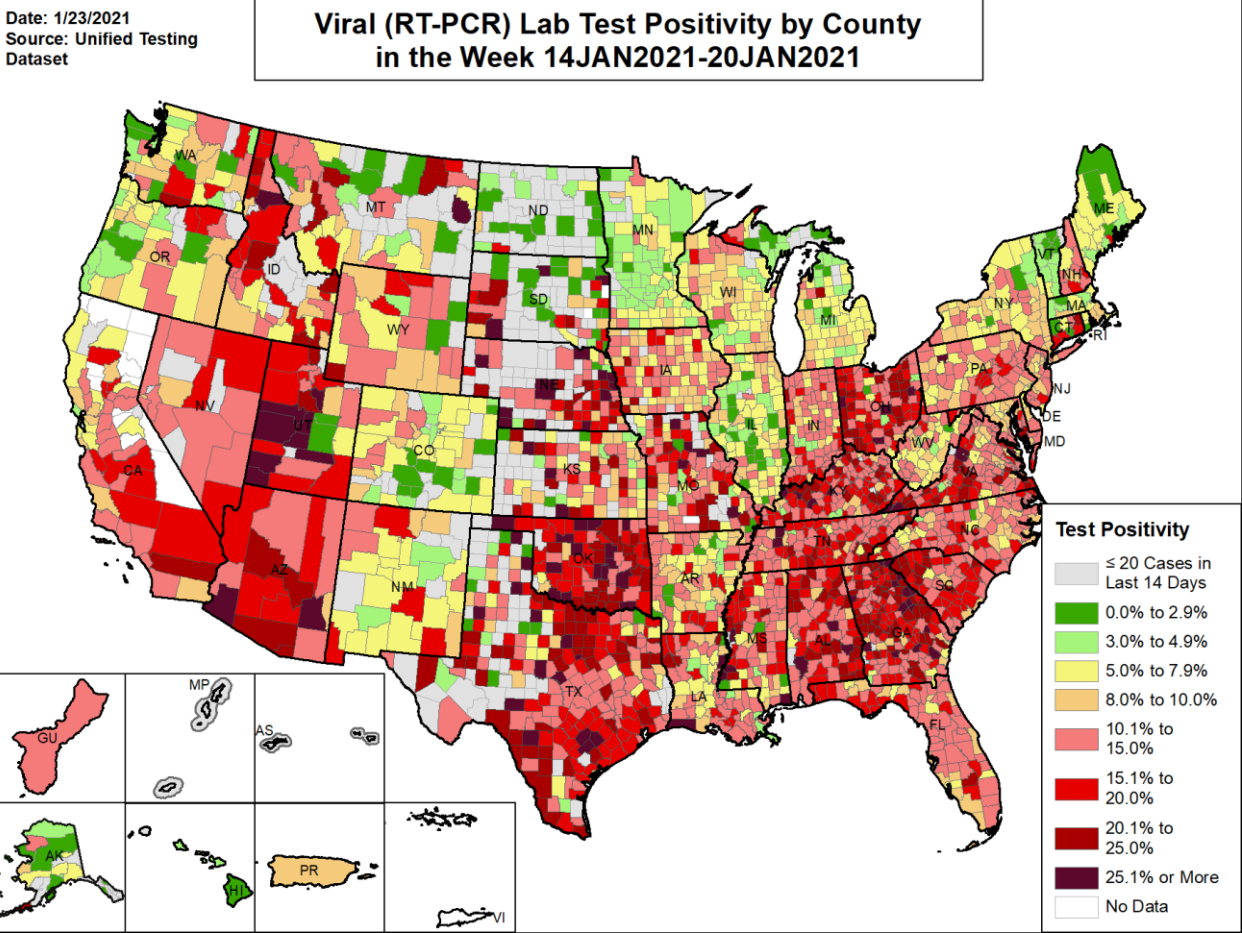 Date: 1/23/2021
Source: Unified Testing
Dataset
Viral (RT-PCR) Lab Test Positivity by County
in the Week 14JAN2021-20JAN2021
WA
MT
ND
MN
ME
OR
ID
SD
WI
VT
NH
WY
MI
NY
MA
CT
RI
IA
PA
NV
NE
NJ
UT
OH
IL
IN
DE
CO
WV
MD
CA
KS
MO
KY
VA
NC
TN
OK
AZ
NM
AR
SC
MS
AL
GA
TX
LA
FL
MP
GU
AS
AK
HI
PR
VI
Test Positivity
≤ 20 Cases in
Last 14 Days
0.0% to 2.9%
3.0% to 4.9%
5.0% to 7.9%
8.0% to 10.0%
10.1% to
15.0%
15.1% to
20.0%
20.1% to
25.0%
25.1% or More
No Data